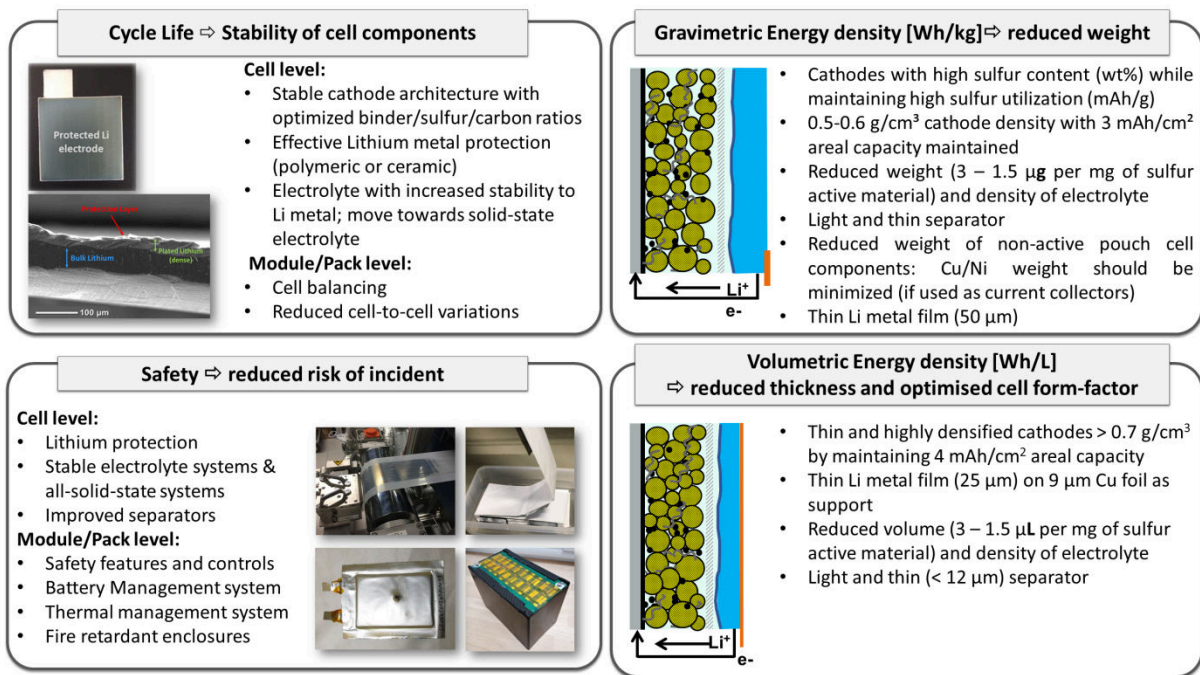 Cycle Life ⇨ Stability of cell components
Protected Li
electrode
Protected Layer
Bulk Lithium
Plated Lithium
(dense)
100 µm
Cell level:
• Stable cathode architecture with
optimized binder/sulfur/carbon ratios
• Effective Lithium metal protection
(polymeric or ceramic)
• Electrolyte with increased stability to
Li metal; move towards solid-state
electrolyte
Module/Pack level:
• Cell balancing
• Reduced cell-to-cell variations
Gravimetric Energy density [Wh/kg]⇨ reduced weight
Li⁺
e-
• Cathodes with high sulfur content (wt%) while
maintaining high sulfur utilization (mAh/g)
• 0.5-0.6 g/cm³ cathode density with 3 mAh/cm²
areal capacity maintained
• Reduced weight (3 – 1.5 µg per mg of sulfur
active material) and density of electrolyte
• Light and thin separator
• Reduced weight of non-active pouch cell
components: Cu/Ni weight should be
minimized (if used as current collectors)
• Thin Li metal film (50 µm)
Safety ⇨ reduced risk of incident
Cell level:
• Lithium protection
• Stable electrolyte systems &
all-solid-state systems
• Improved separators
Module/Pack level:
• Safety features and controls
• Battery Management system
• Thermal management system
• Fire retardant enclosures
Volumetric Energy density [Wh/L]
⇨ reduced thickness and optimised cell form-factor
Li⁺
e-
• Thin and highly densified cathodes > 0.7 g/cm³
by maintaining 4 mAh/cm² areal capacity
• Thin Li metal film (25 µm) on 9 µm Cu foil as
support
• Reduced volume (3 – 1.5 µL per mg of sulfur
active material) and density of electrolyte
• Light and thin (< 12 µm) separator